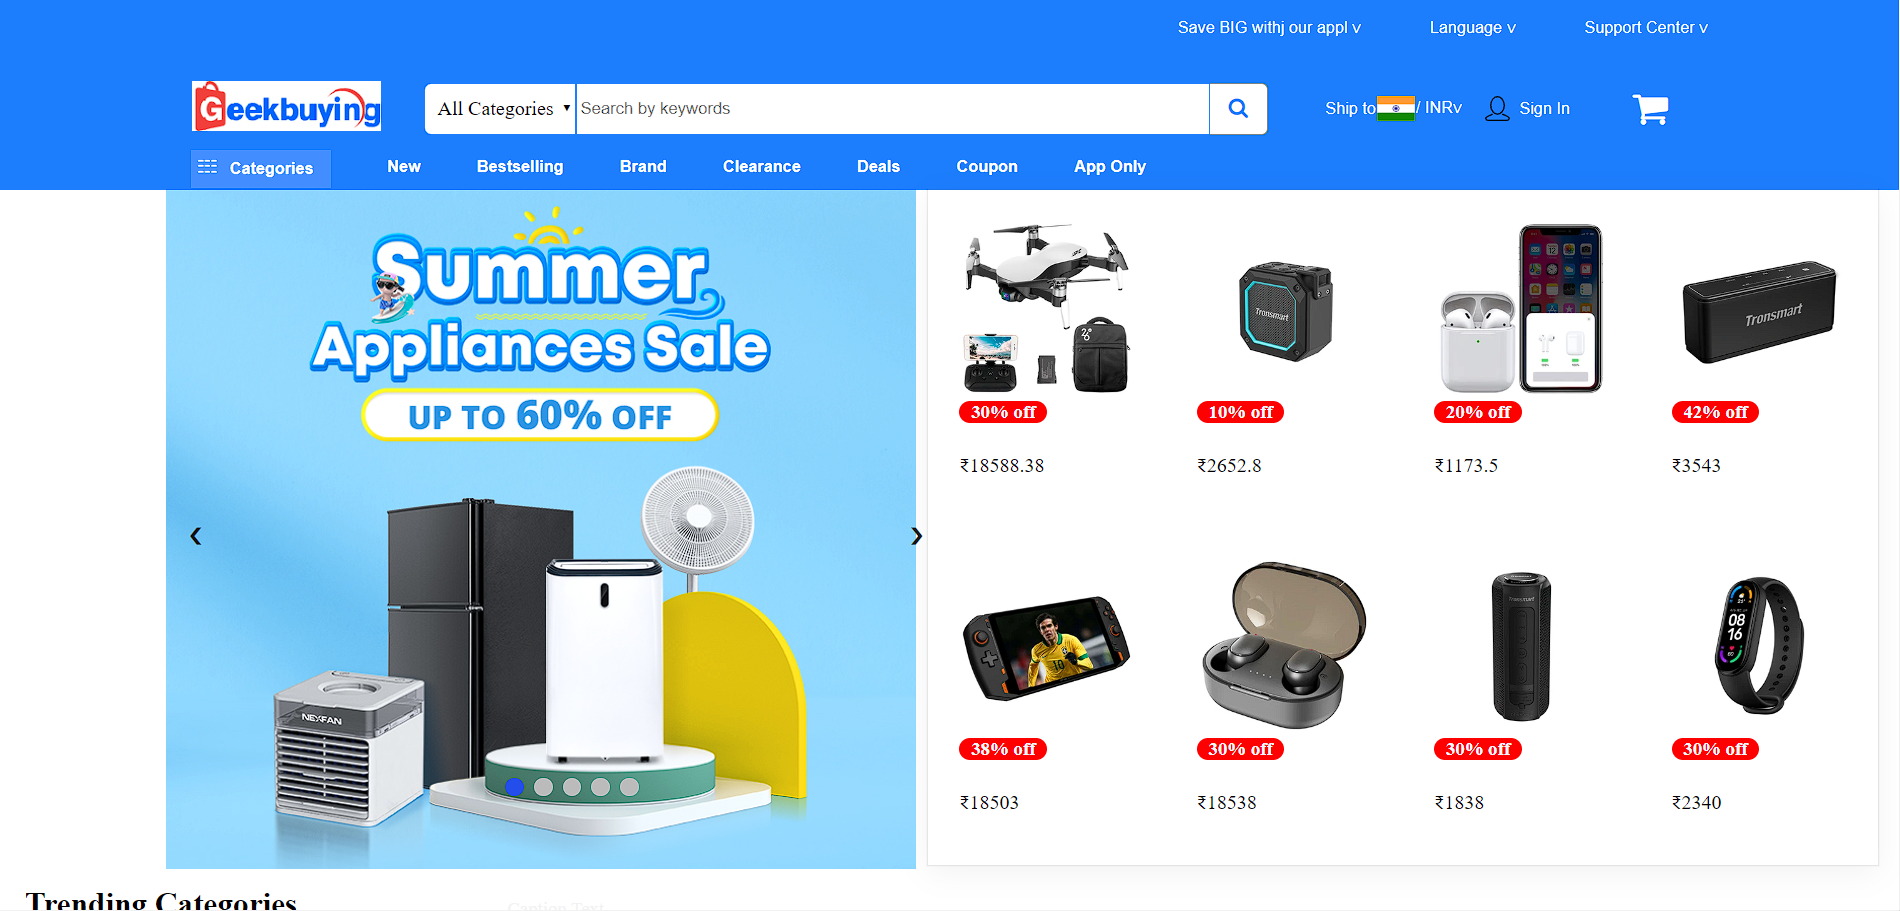 Save BIG withj our appl v
Language v
Support Center v
Geekbuying
All Categories
Search by keywords
Ship to / INRv
Sign In
Categories
New
Bestselling
Brand
Clearance
Deals
Coupon
App Only
Summer
Appliances Sale
UP TO 60% OFF
NEXFAN
30% off
₹18588.38
Tronsmart
10% off
₹2652.8
20% off
₹1173.5
Tronsmart
42% off
₹3543
10
38% off
₹18503
30% off
₹18538
Tronsmart
30% off
₹1838
08
16
30% off
₹2340
Trending Categories
Caption Text